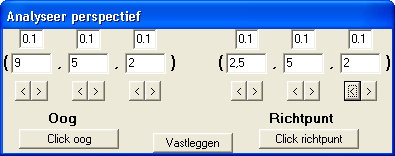 Analyseer perspectief
0.1 0.1 0.1 0.1 0.1 0.1
( 9 , 5 , 2 ) ( 2.5 , 5 , 2 )
< > < > < > < > < > < >
Oog Richtpunt
Click oog Vastleggen Click richtpunt